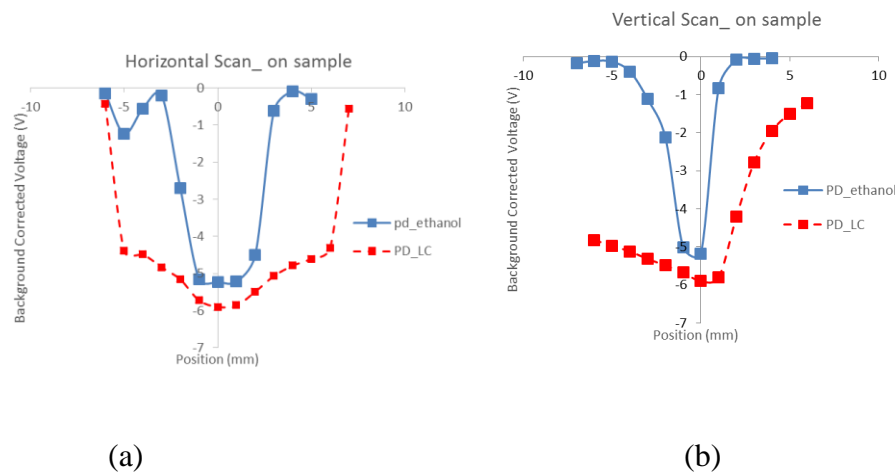 Horizontal Scan_ on sample
0
-10
-5
0
5
10
-1
-2
-3
-4
-5
-6
-7
Background Corrected Voltage (V)
Position (mm)
pd_ethanol
PD_LC
(a)
Vertical Scan_ on sample
0
-10
-5
0
5
10
-1
-2
-3
-4
-5
-6
-7
Background Corrected Voltage (V)
Position (mm)
PD_ethanol
PD_LC
(b)